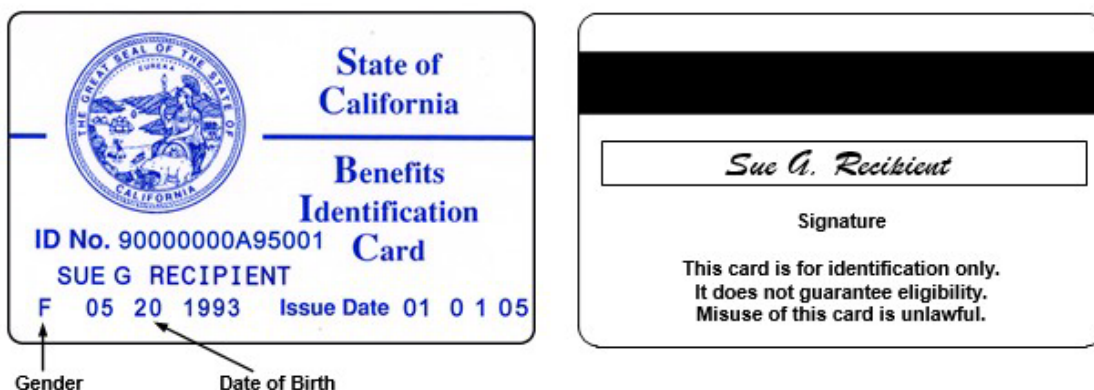 THE GREAT SEAL OF THE STATE OF CALIFORNIA
EUREKA
State of
California
Benefits
Identification
Card
ID No. 90000000A95001
SUE G RECIPIENT
F 05 20 1993 Issue Date 01 0 1 05
Gender Date of Birth
Sue G. Recipient
Signature
This card is for identification only.
It does not guarantee eligibility.
Misuse of this card is unlawful.